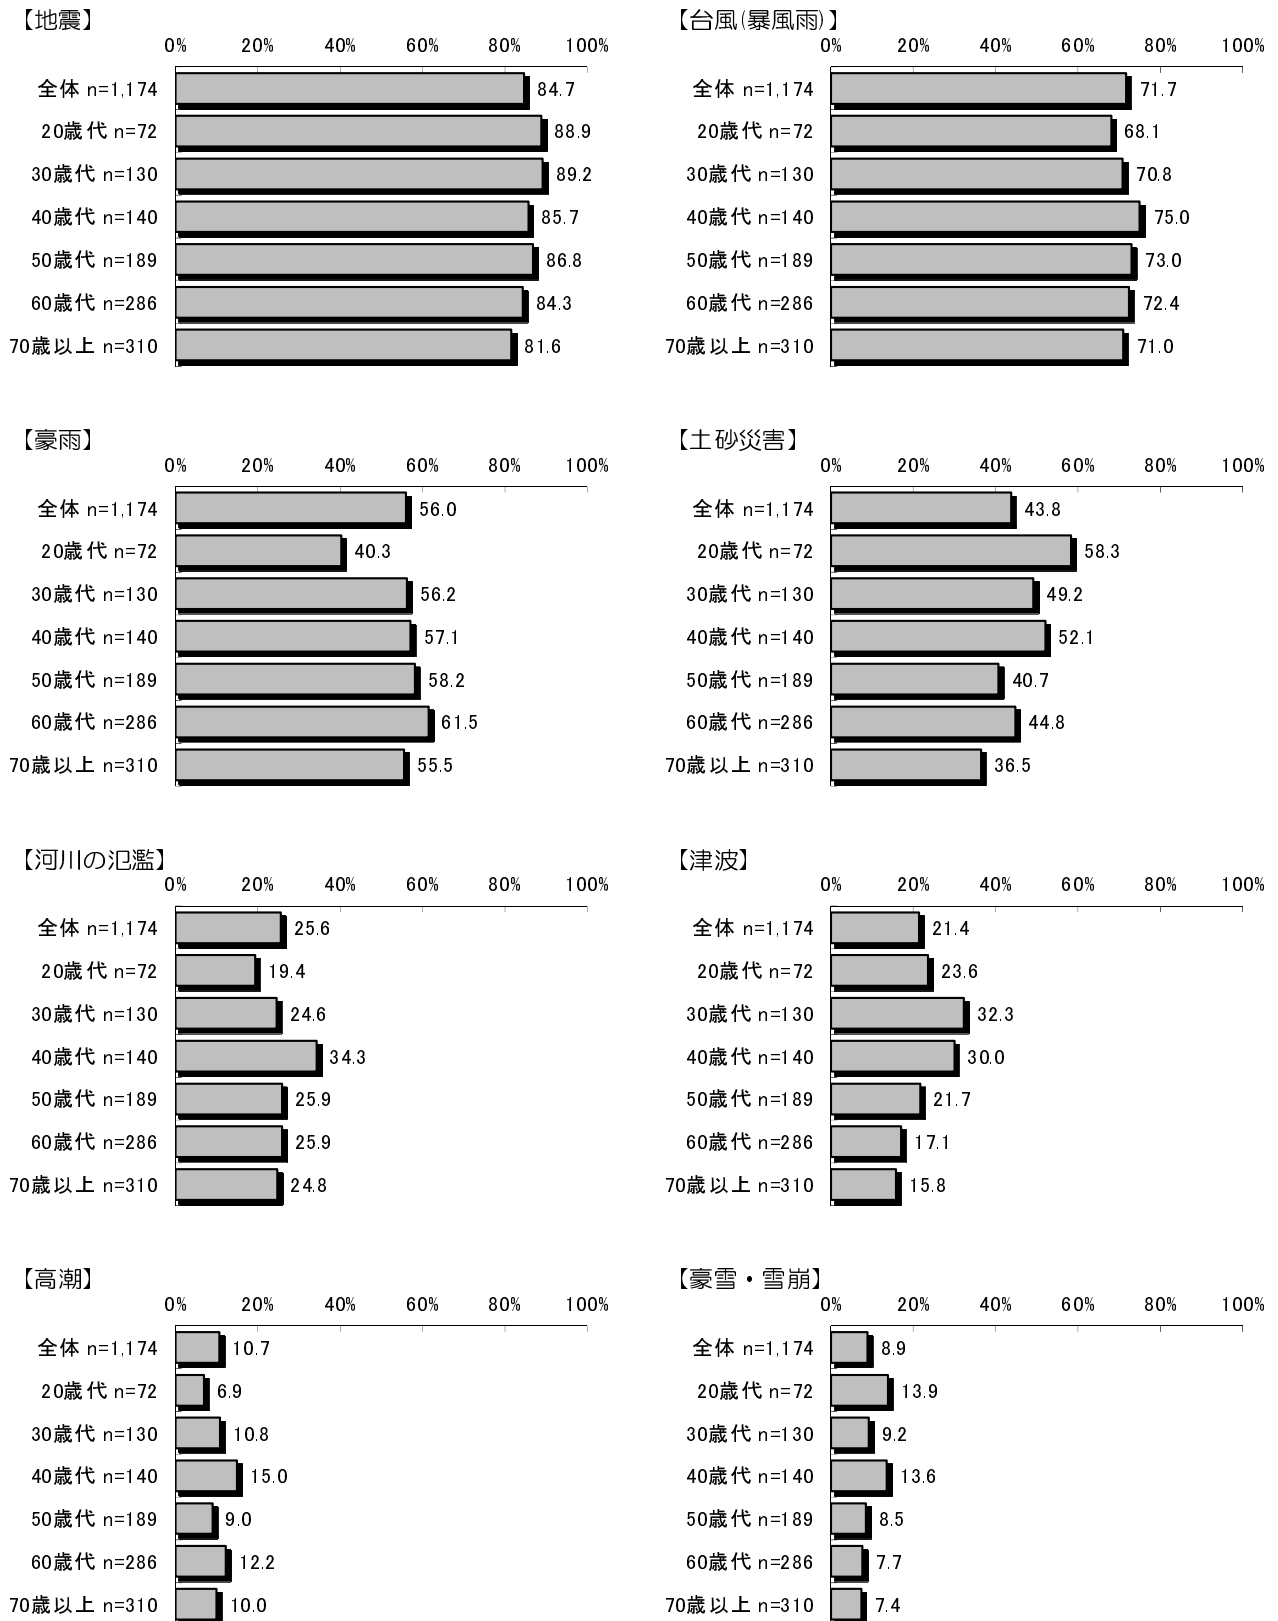 【地震】
0% 20% 40% 60% 80% 100%
全体 n=1,174 84.7
20歳代 n=72 88.9
30歳代 n=130 89.2
40歳代 n=140 85.7
50歳代 n=189 86.8
60歳代 n=286 84.3
70歳以上 n=310 81.6
【台風(暴風雨)】
0% 20% 40% 60% 80% 100%
全体 n=1,174 71.7
20歳代 n=72 68.1
30歳代 n=130 70.8
40歳代 n=140 75.0
50歳代 n=189 73.0
60歳代 n=286 72.4
70歳以上 n=310 71.0
【豪雨】
0% 20% 40% 60% 80% 100%
全体 n=1,174 56.0
20歳代 n=72 40.3
30歳代 n=130 56.2
40歳代 n=140 57.1
50歳代 n=189 58.2
60歳代 n=286 61.5
70歳以上 n=310 55.5
【土砂災害】
0% 20% 40% 60% 80% 100%
全体 n=1,174 43.8
20歳代 n=72 58.3
30歳代 n=130 49.2
40歳代 n=140 52.1
50歳代 n=189 40.7
60歳代 n=286 44.8
70歳以上 n=310 36.5
【河川の氾濫】
0% 20% 40% 60% 80% 100%
全体 n=1,174 25.6
20歳代 n=72 19.4
30歳代 n=130 24.6
40歳代 n=140 34.3
50歳代 n=189 25.9
60歳代 n=286 25.9
70歳以上 n=310 24.8
【津波】
0% 20% 40% 60% 80% 100%
全体 n=1,174 21.4
20歳代 n=72 23.6
30歳代 n=130 32.3
40歳代 n=140 30.0
50歳代 n=189 21.7
60歳代 n=286 17.1
70歳以上 n=310 15.8
【高潮】
0% 20% 40% 60% 80% 100%
全体 n=1,174 10.7
20歳代 n=72 6.9
30歳代 n=130 10.8
40歳代 n=140 15.0
50歳代 n=189 9.0
60歳代 n=286 12.2
70歳以上 n=310 10.0
【豪雪・雪崩】
0% 20% 40% 60% 80% 100%
全体 n=1,174 8.9
20歳代 n=72 13.9
30歳代 n=130 9.2
40歳代 n=140 13.6
50歳代 n=189 8.5
60歳代 n=286 7.7
70歳以上 n=310 7.4